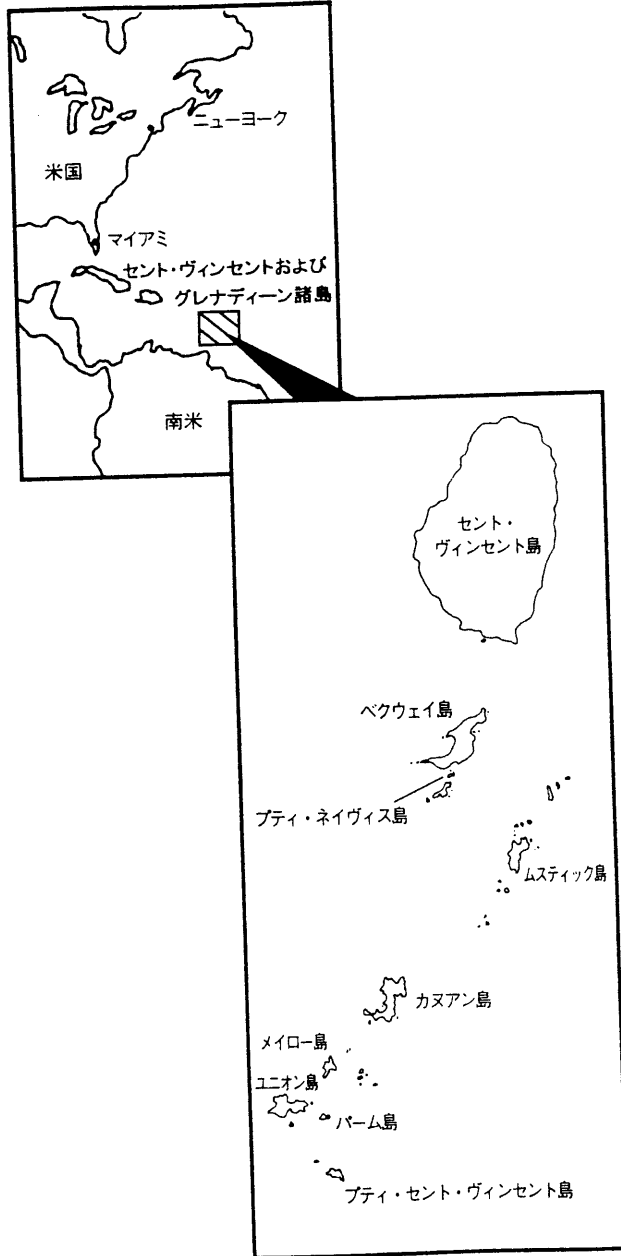 ニューヨーク
米国
マイアミ
セント・ヴィンセントおよび
グレナディーン諸島
南米
セント・
ヴィンセント島
ベクウェイ島
プティ・ネイヴィス島
ムスティック島
カヌアン島
メイロー島
ユニオン島
パーム島
プティ・セント・ヴィンセント島